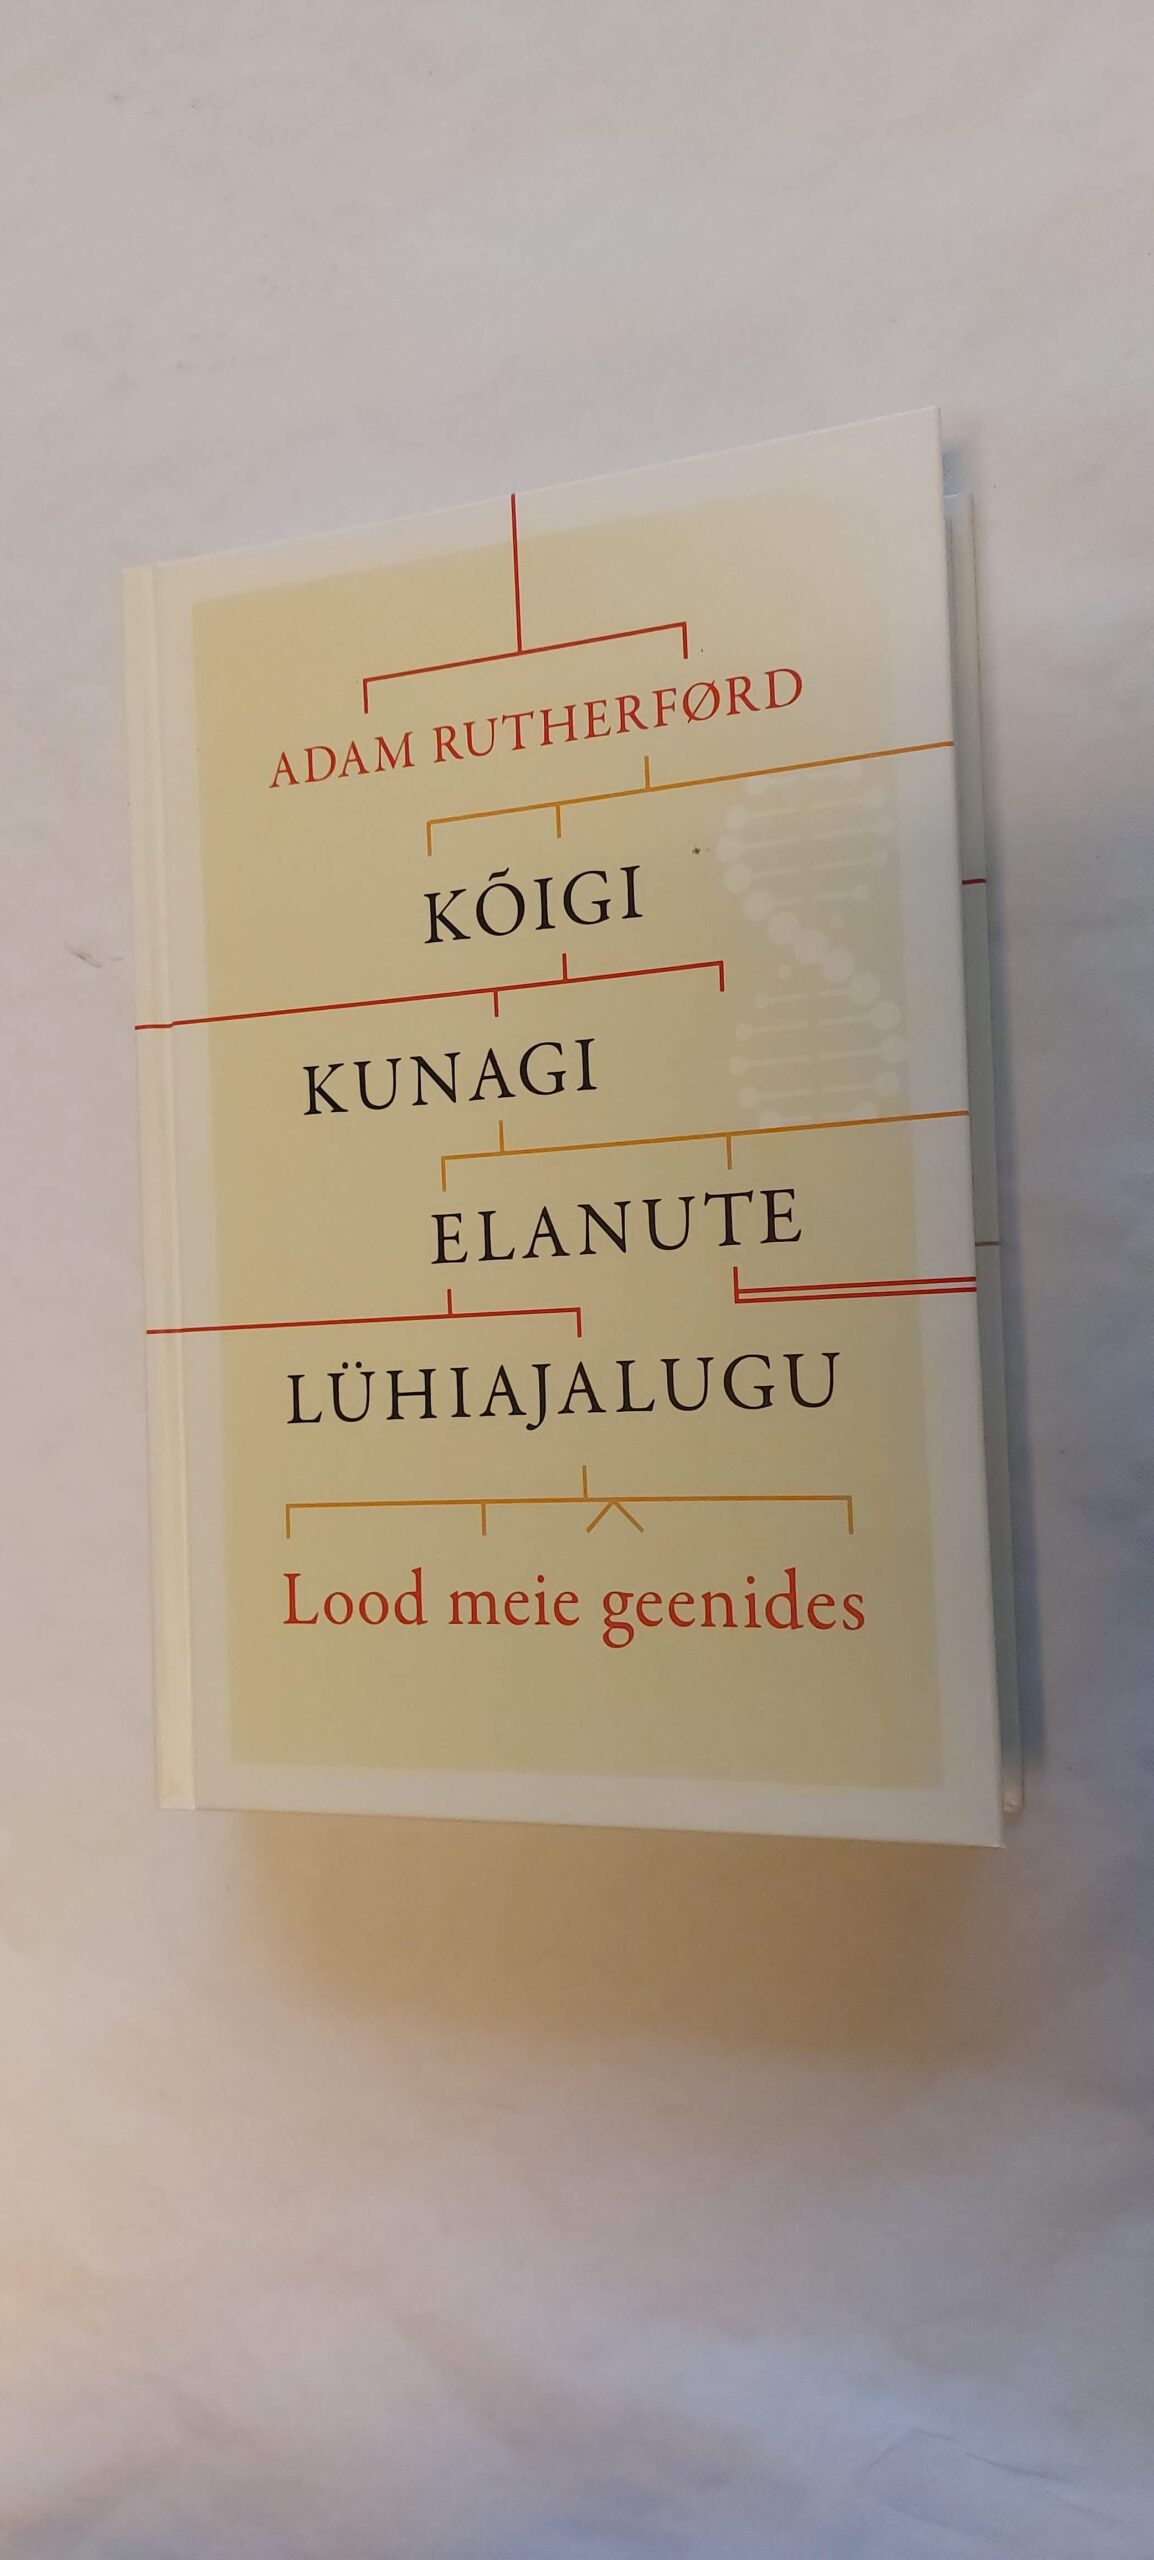 ADAM RUTHERFØRD
KÕIGI
KUNAGI
ELANUTE
LÜHIAJALUGU
Lood meie geenides